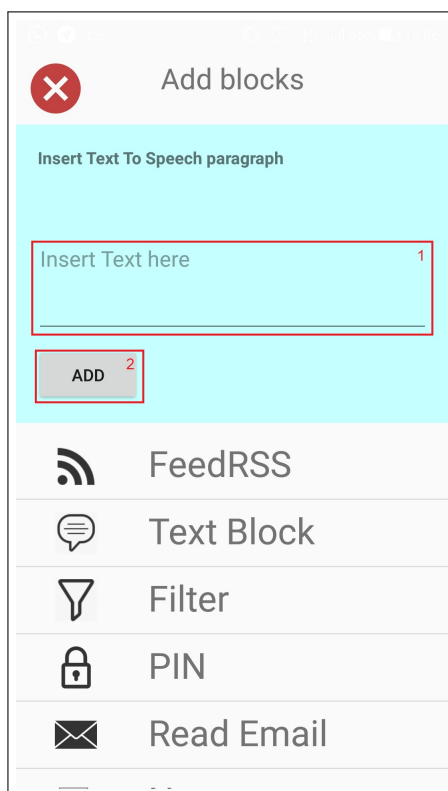 Add blocks
Insert Text To Speech paragraph
Insert Text here 1
ADD 2
FeedRSS
Text Block
Filter
PIN
Read Email